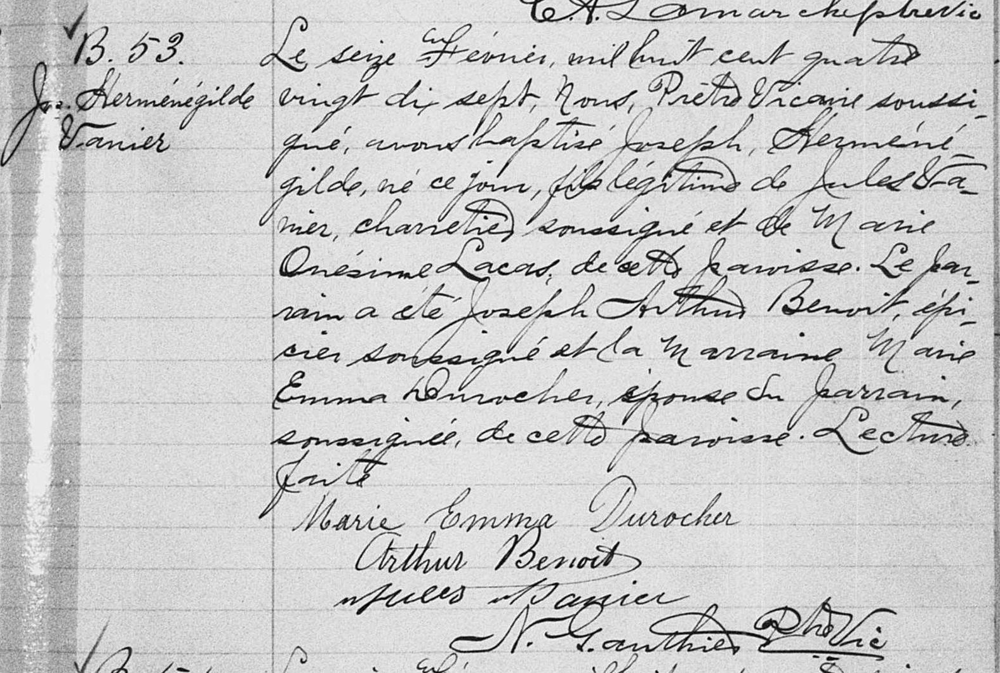 C. A. Lamarche ptre Vic
B. 53.
Jos. Herménégilde
Vanier
Le seize Février, mil huit cent quatre
vingt dix sept, Nous, Prêtre Vicaire soussi-
gné, avons baptisé Joseph, Herméné-
gilde, né ce jour, fils légitime de Jules Va-
nier, charretier soussigné et de Marie
Onésime Lacas, de cette paroisse. Le par-
rain a été Joseph Arthur Benoit, épi-
cier soussigné et la Marraine Marie
Emma Durocher, épouse du parrain,
soussignée, de cette paroisse. Lecture
faite
Marie Emma Durocher
Arthur Benoit
Jules Vanier
N. G. Gauthier Ptre Vic